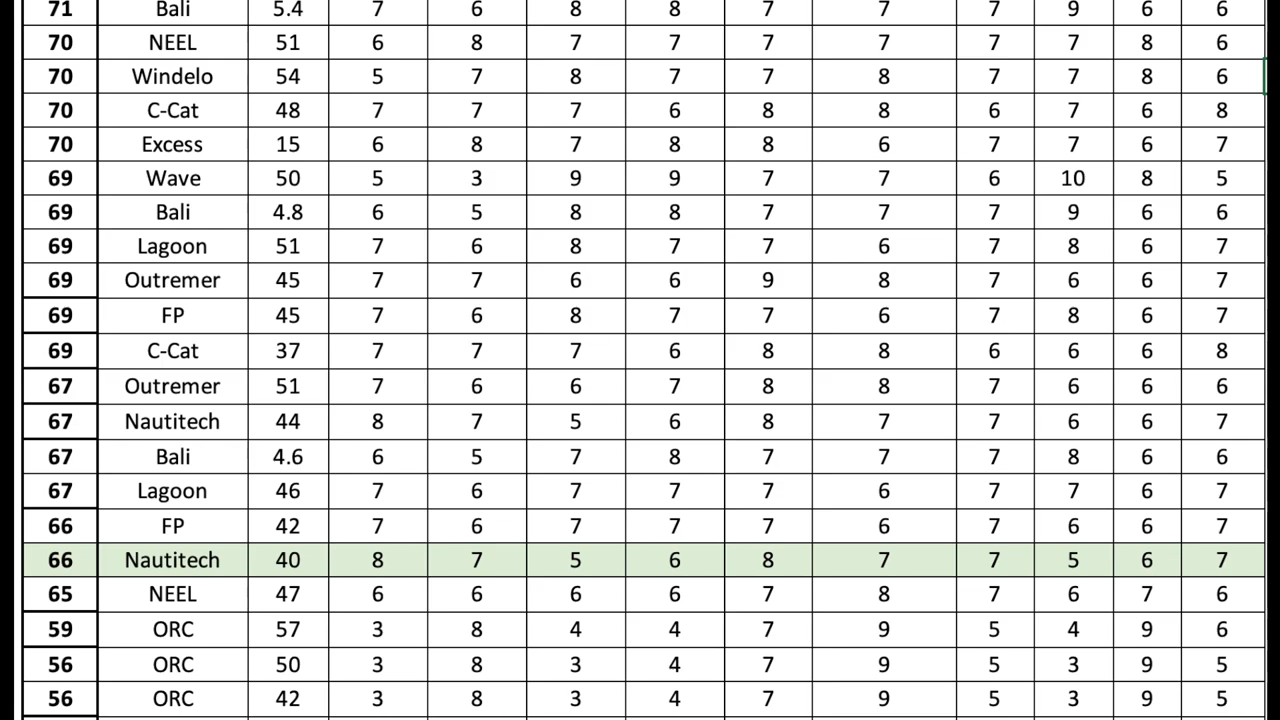 71 Bali 5.4 7 6 8 8 7 7 7 9 6 6
70 NEEL 51 6 8 7 7 7 7 7 7 8 6
70 Windelo 54 5 7 8 7 7 8 7 7 8 6
70 C-Cat 48 7 7 7 6 8 8 6 7 6 8
70 Excess 15 6 8 7 8 8 6 7 7 6 7
69 Wave 50 5 3 9 9 7 7 6 10 8 5
69 Bali 4.8 6 5 8 8 7 7 7 9 6 6
69 Lagoon 51 7 6 8 7 7 6 7 8 6 7
69 Outremer 45 7 7 6 6 9 8 7 6 6 7
69 FP 45 7 6 8 7 7 6 7 8 6 7
69 C-Cat 37 7 7 7 6 8 8 6 6 6 8
67 Outremer 51 7 6 6 7 8 8 7 6 6 6
67 Nautitech 44 8 7 5 6 8 7 7 6 6 7
67 Bali 4.6 6 5 7 8 7 7 7 8 6 6
67 Lagoon 46 7 6 7 7 7 6 7 7 6 7
66 FP 42 7 6 7 7 7 6 7 6 6 7
66 Nautitech 40 8 7 5 6 8 7 7 5 6 7
65 NEEL 47 6 6 6 6 7 8 7 6 7 6
59 ORC 57 3 8 4 4 7 9 5 4 9 6
56 ORC 50 3 8 3 4 7 9 5 3 9 5
56 ORC 42 3 8 3 4 7 9 5 3 9 5